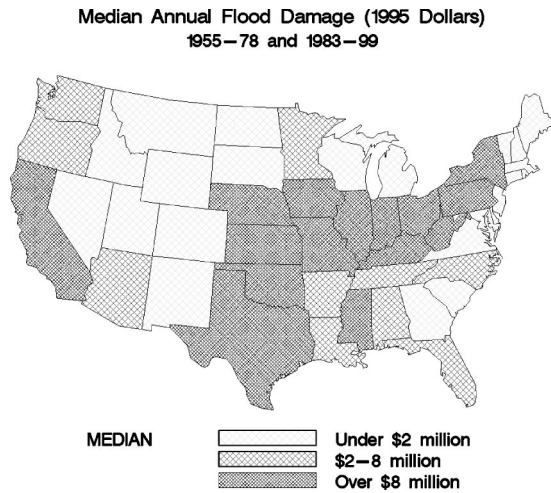 Median Annual Flood Damage (1995 Dollars)
1955–78 and 1983–99
MEDIAN
Under $2 million
$2–8 million
Over $8 million